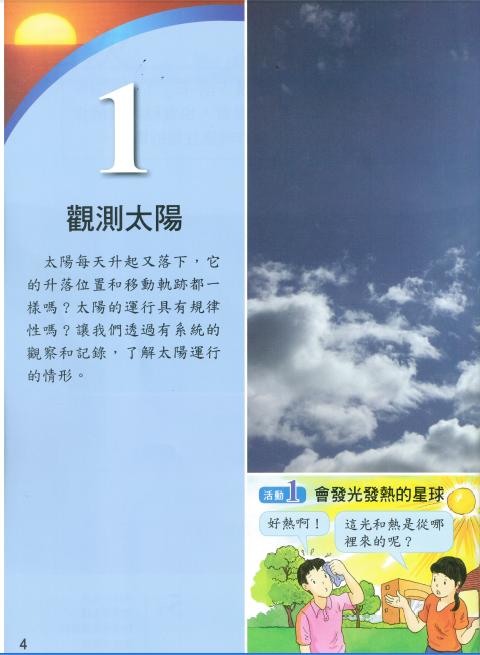 1
觀測太陽
太陽每天升起又落下，它
的升落位置和移動軌跡都一
樣嗎？太陽的運行具有規律
性嗎？讓我們透過有系統的
觀察和記錄，了解太陽運行
的情形。
活動1 會發光發熱的星球
好熱啊！
這光和熱是從哪
裡來的呢？
4